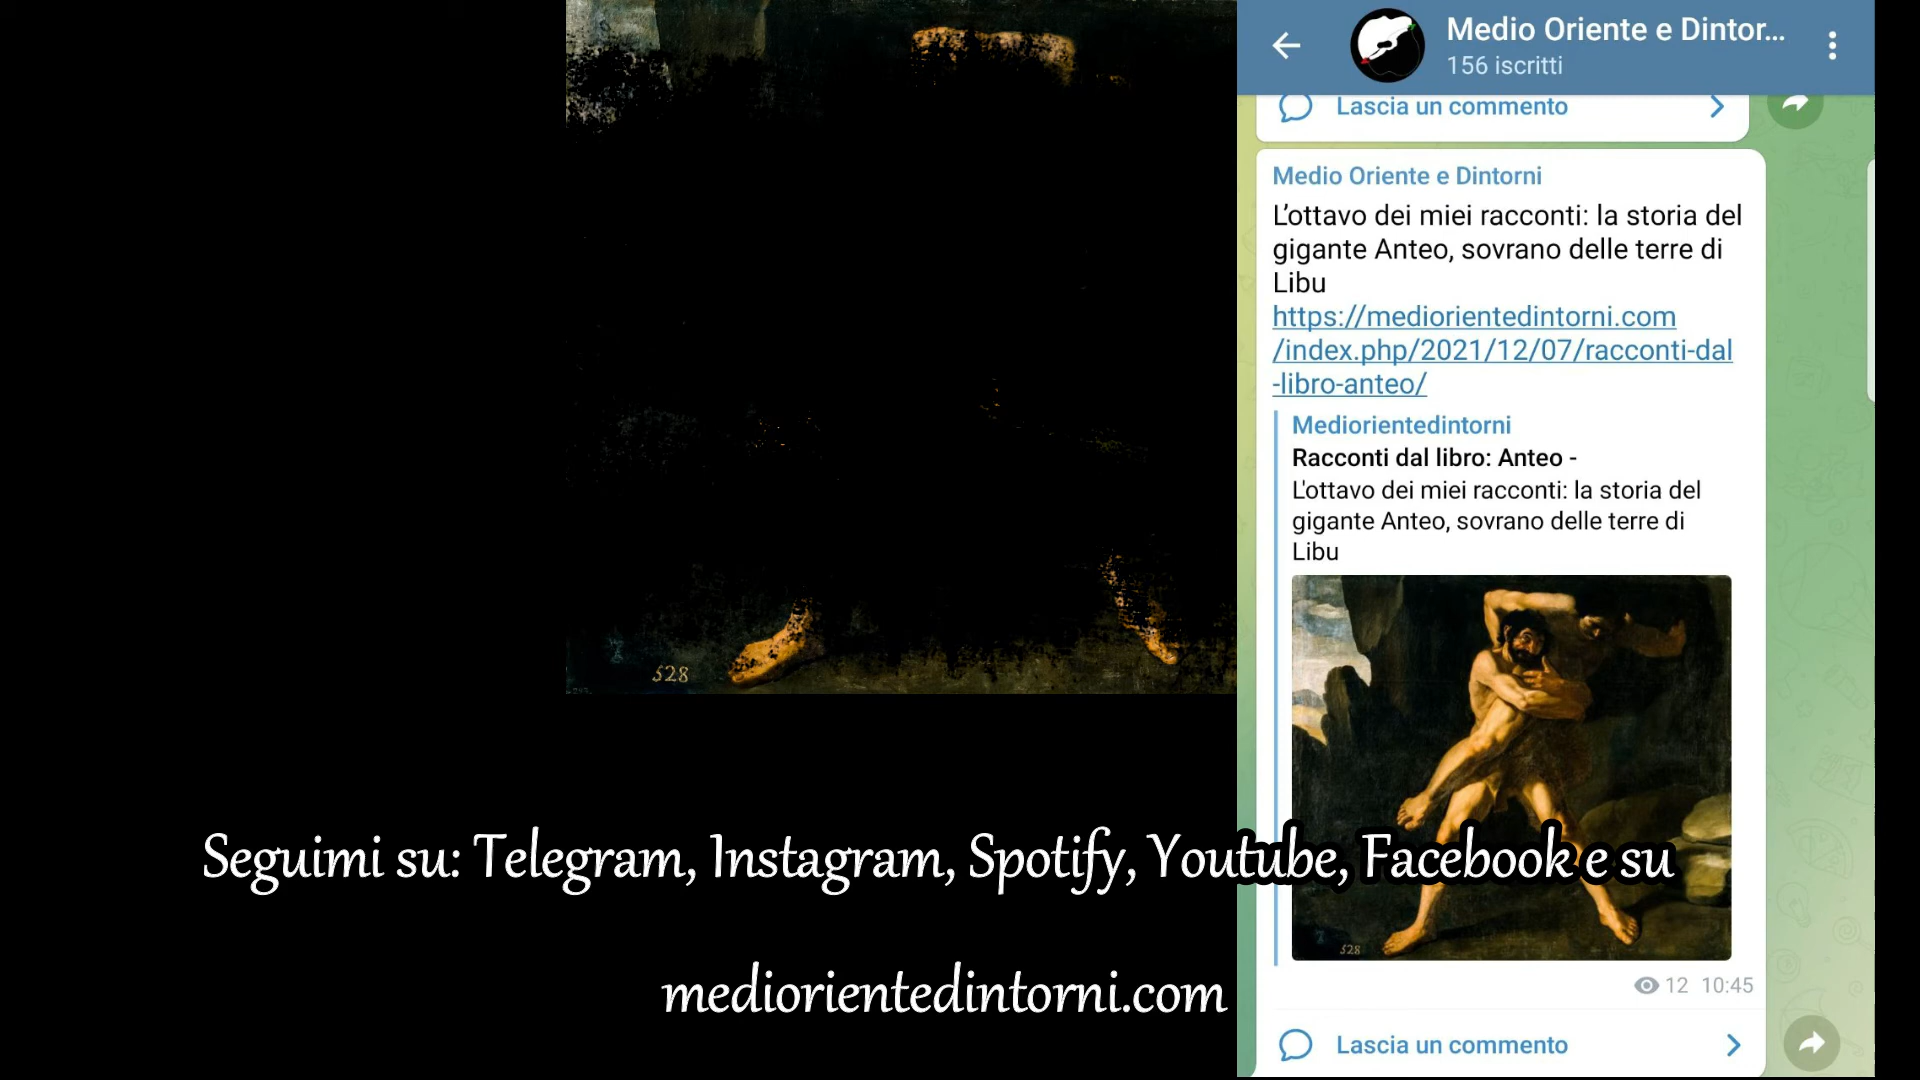 Medio Oriente e Dintor...
156 iscritti
Lascia un commento
Medio Oriente e Dintorni
L'ottavo dei miei racconti: la storia del
gigante Anteo, sovrano delle terre di
Libu
https://mediorientedintorni.com
/index.php/2021/12/07/racconti-dal
-libro-anteo/
Mediorientedintorni
Racconti dal libro: Anteo -
L'ottavo dei miei racconti: la storia del
gigante Anteo, sovrano delle terre di
Libu
528
12 10:45
Lascia un commento
528
Seguimi su: Telegram, Instagram, Spotify, Youtube, Facebook e su
mediorientedintorni.com